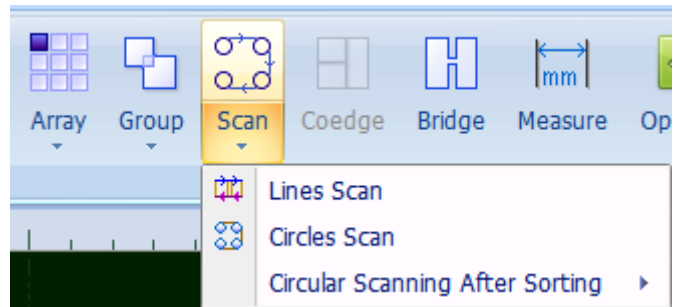 mm
Array Group Scan Coedge Bridge Measure Op
Lines Scan
Circles Scan
Circular Scanning After Sorting